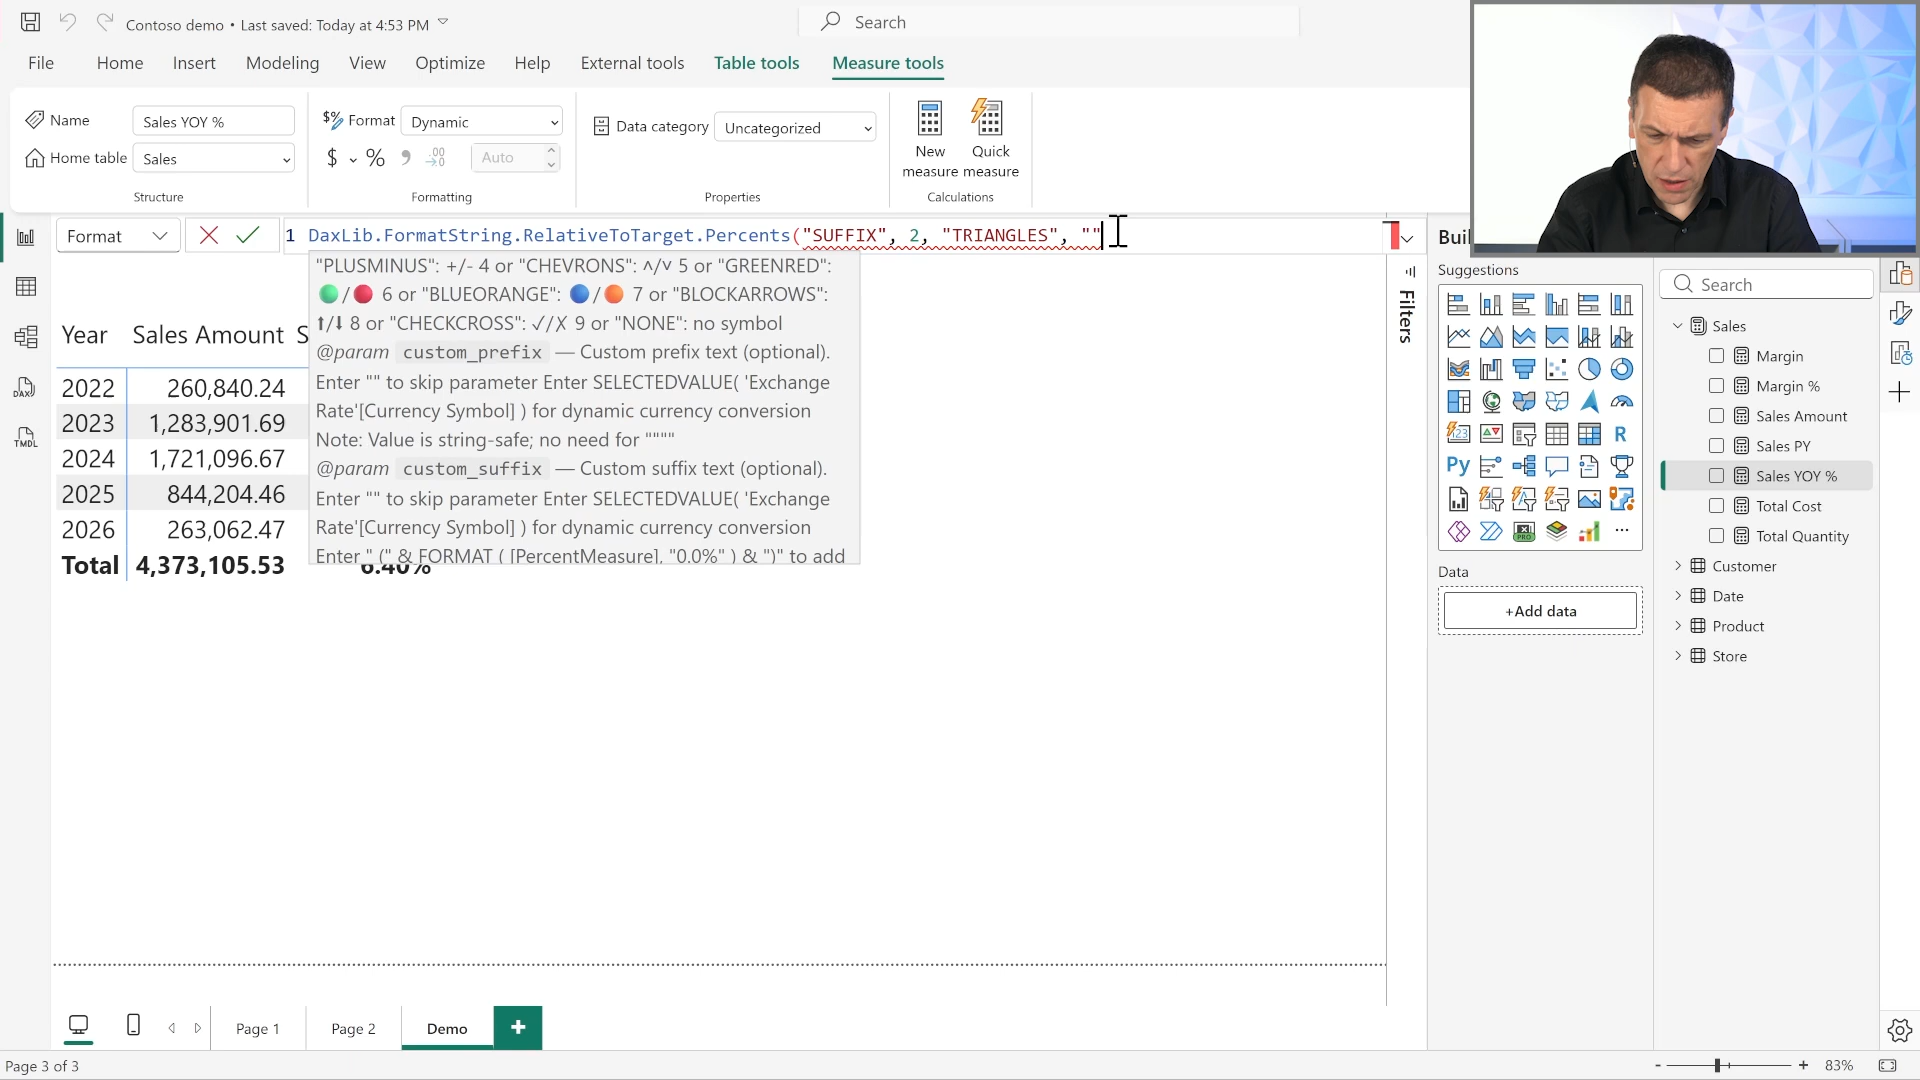 Contoso demo • Last saved: Today at 4:53 PM
Search
File Home Insert Modeling View Optimize Help External tools Table tools Measure tools
Name Sales YOY %
Home table Sales
Structure
Format Dynamic
$ % Auto
Formatting
Data category Uncategorized
Properties
New measure
Quick measure
Calculations
Format
1 DaxLib.FormatString.RelativeToTarget.Percents("SUFFIX", 2, "TRIANGLES", ""
"PLUSMINUS": +/- 4 or "CHEVRONS": ˄/˅ 5 or "GREENRED":
🟢/🔴 6 or "BLUEORANGE": 🔵/🟠 7 or "BLOCKARROWS":
⭡/⭣ 8 or "CHECKCROSS": ✓/✗ 9 or "NONE": no symbol
@param custom_prefix — Custom prefix text (optional).
Enter "" to skip parameter Enter SELECTEDVALUE( 'Exchange
Rate'[Currency Symbol] ) for dynamic currency conversion
Note: Value is string-safe; no need for """"
@param custom_suffix — Custom suffix text (optional).
Enter "" to skip parameter Enter SELECTEDVALUE( 'Exchange
Rate'[Currency Symbol] ) for dynamic currency conversion
Enter " (" & FORMAT ( [PercentMeasure], "0.0%" ) & ")" to add
Year Sales Amount S
2022 260,840.24
2023 1,283,901.69
2024 1,721,096.67
2025 844,204.46
2026 263,062.47
Total 4,373,105.53 6.40%
Filters
Buil
Suggestions
123
R
Py
Data
+Add data
Search
Sales
Margin
Margin %
Sales Amount
Sales PY
Sales YOY %
Total Cost
Total Quantity
Customer
Date
Product
Store
DAX
TMDL
Page 1
Page 2
Demo
+
Page 3 of 3
- + 83%